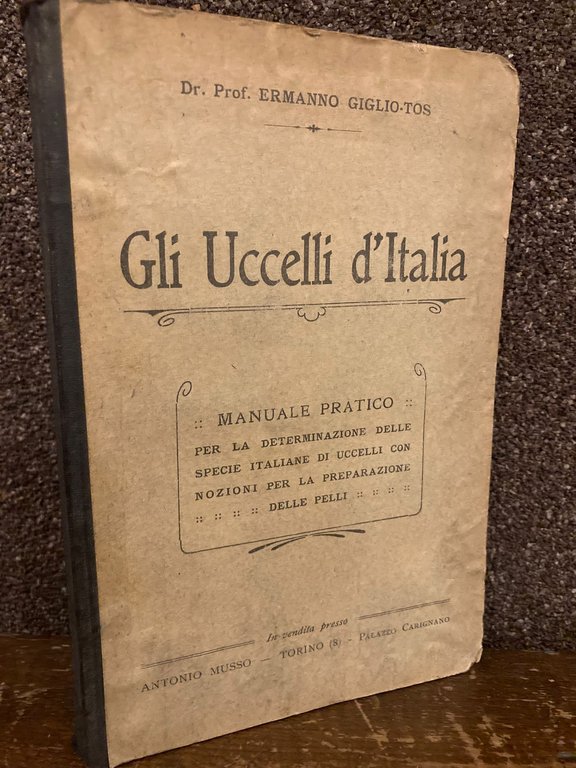 Dr. Prof. ERMANNO GIGLIO-TOS
Gli Uccelli d'Italia
:: MANUALE PRATICO ::
PER LA DETERMINAZIONE DELLE
SPECIE ITALIANE DI UCCELLI CON
NOZIONI PER LA PREPARAZIONE
:: :: :: :: DELLE PELLI :: :: :: ::
In vendita presso
ANTONIO MUSSO — TORINO (8) — PALAZZO CARIGNANO